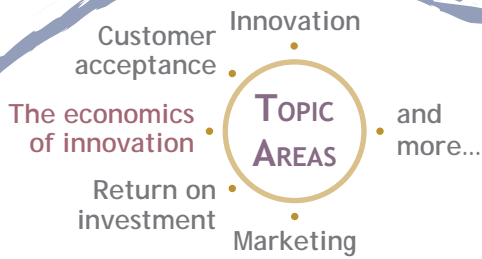 Innovation
Customer
acceptance
The economics
of innovation
TOPIC
AREAS
and
more...
Return on
investment
Marketing